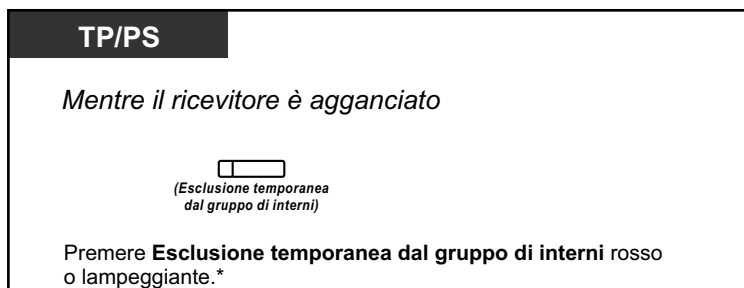 TP/PS
Mentre il ricevitore è agganciato
(Esclusione temporanea
dal gruppo di interni)
Premere Esclusione temporanea dal gruppo di interni rosso
o lampeggiante.*